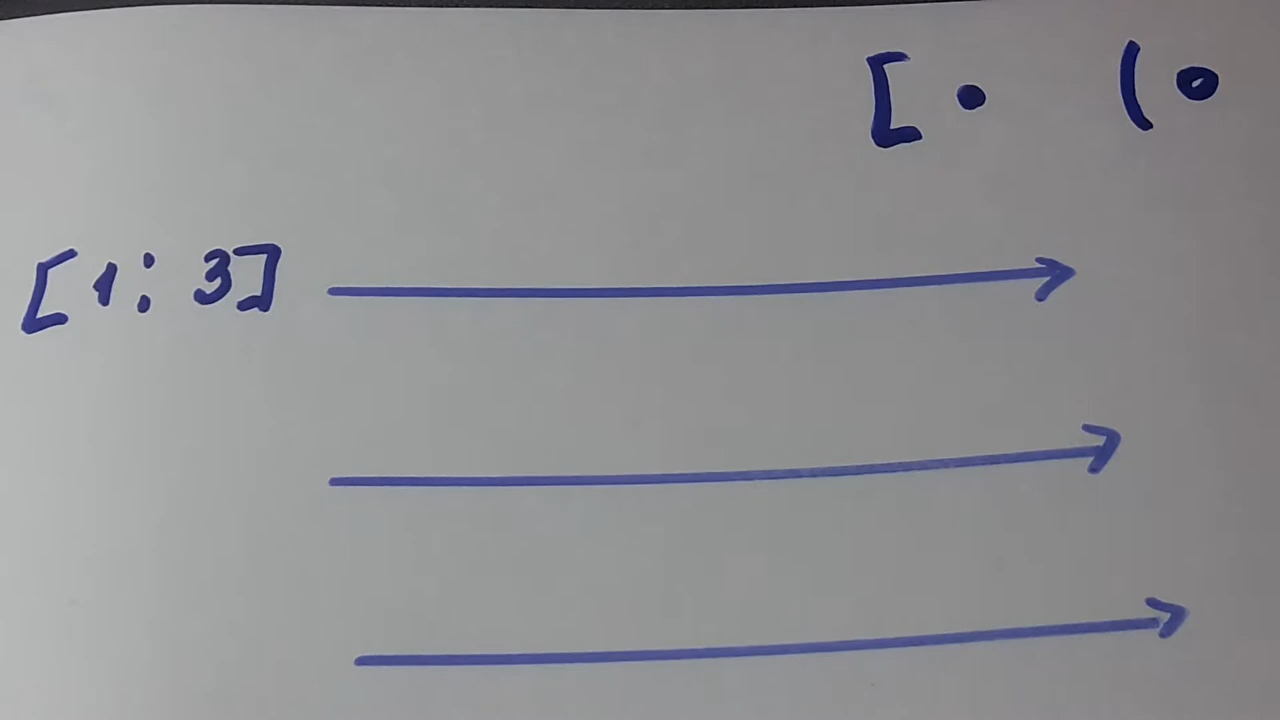 [ • ( ∘
[1; 3]